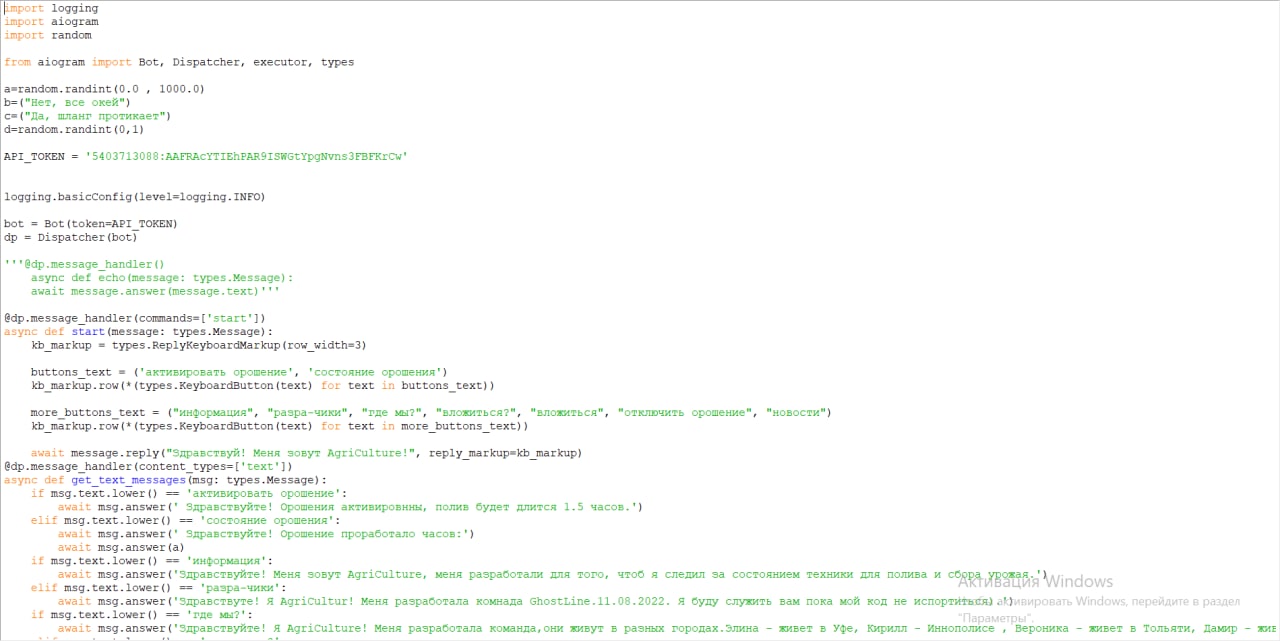 import logging
import aiogram
import random
from aiogram import Bot, Dispatcher, executor, types
a=random.randint(0.0 , 1000.0)
b=("Нет, все окей")
c=("Да, шланг протикает")
d=random.randint(0,1)
API_TOKEN = '5403713088:AAFRAcYTIEhPAR9ISWGtYpgNvns3FBFKrCw'
logging.basicConfig(level=logging.INFO)
bot = Bot(token=API_TOKEN)
dp = Dispatcher(bot)
'''@dp.message_handler()
    async def echo(message: types.Message):
    await message.answer(message.text)'''
@dp.message_handler(commands=['start'])
async def start(message: types.Message):
    kb_markup = types.ReplyKeyboardMarkup(row_width=3)
    buttons_text = ('активировать орошение', 'состояние орошения')
    kb_markup.row(*(types.KeyboardButton(text) for text in buttons_text))
    more_buttons_text = ("информация", "разра-чики", "где мы?", "вложиться?", "вложиться", "отключить орошение", "новости")
    kb_markup.row(*(types.KeyboardButton(text) for text in more_buttons_text))
    await message.reply("Здравствуй! Меня зовут AgriCulture!", reply_markup=kb_markup)
@dp.message_handler(content_types=['text'])
async def get_text_messages(msg: types.Message):
    if msg.text.lower() == 'активировать орошение':
        await msg.answer(' Здравствуйте! Орошения активировнны, полив будет длится 1.5 часов.')
    elif msg.text.lower() == 'состояние орошения':
        await msg.answer(' Здравствуйте! Орошение проработало часов:')
        await msg.answer(a)
    if msg.text.lower() == 'информация':
        await msg.answer('Здравствуйте! Меня зовут AgriCulture, меня разработали для того, чтоб я следил за состоянием техники для полива и сбора урожая.')
Активация Windows
    elif msg.text.lower() == 'разра-чики':
        await msg.answer('Здравствуте! Я AgriCultur! Меня разработала комнада GhostLine.11.08.2022. Я буду служить вам пока мой код не
активировать Windows, перейдите в раздел
    if msg.text.lower() == 'где мы?':
"Параметры".
        await msg.answer('Здравствуйте! Я AgriCulture! Меня разработала команда,они живут в разных городах.Элина - живет в Уфе, Кирилл - Иннополисе , Вероника - живет в Тольяти, Дамир -